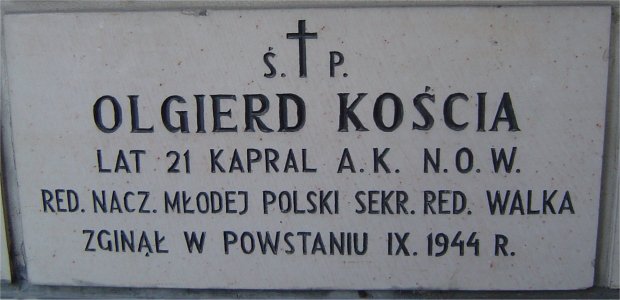 Ś. P.
OLGIERD KOŚCIA
LAT 21 KAPRAL A.K. N.O.W.
RED. NACZ. MŁODEJ POLSKI SEKR. RED. WALKA
ZGINĄŁ W POWSTANIU IX. 1944 R.